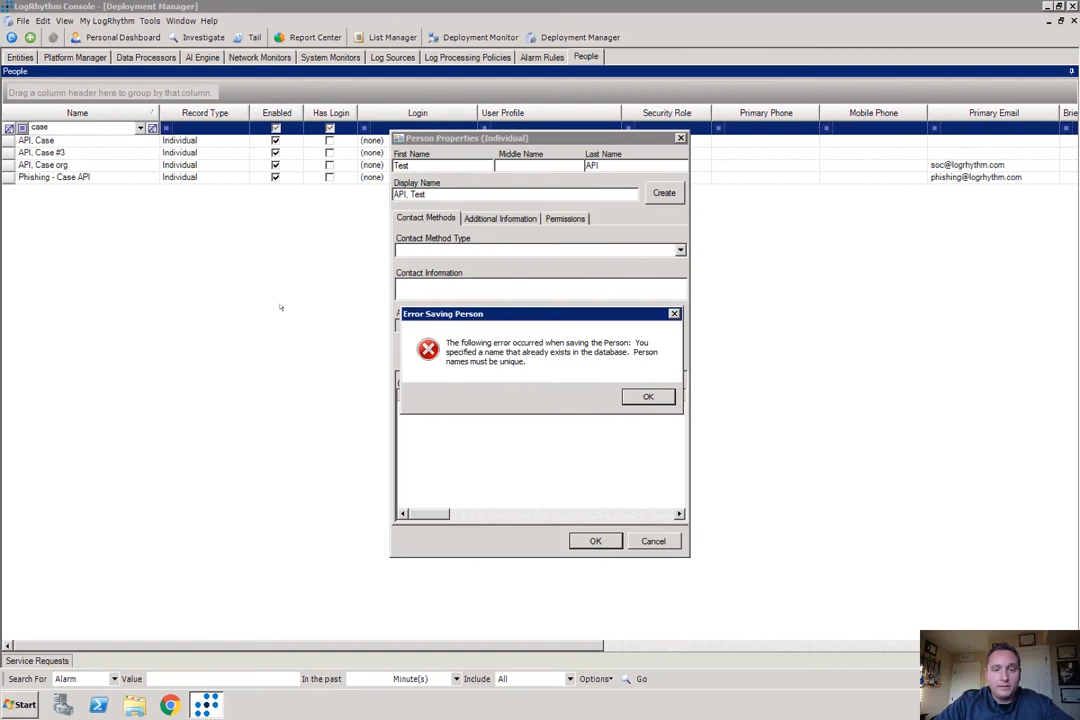 LogRhythm Console - [Deployment Manager]
File Edit View My LogRhythm Tools Window Help
Personal Dashboard Investigate Tail Report Center List Manager Deployment Monitor Deployment Manager
Entities Platform Manager Data Processors AI Engine Network Monitors System Monitors Log Sources Log Processing Policies Alarm Rules People
People
Drag a column header here to group by that column.
Name Record Type Enabled Has Login Login User Profile Security Role Primary Phone Mobile Phone Primary Email Brie
case
API, Case Individual (none)
API, Case #3 Individual (none)
API, Case org Individual (none) soc@logrhythm.com
Phishing - Case API Individual (none) phishing@logrhythm.com
Person Properties (Individual)
First Name Middle Name Last Name
Test API
Display Name
API, Test Create
Contact Methods Additional Information Permissions
Contact Method Type
Contact Information
Error Saving Person
The following error occurred when saving the Person: You
specified a name that already exists in the database. Person
names must be unique.
OK
OK Cancel
Service Requests
Search For Alarm Value In the past Minute(s) Include All Options Go
Start